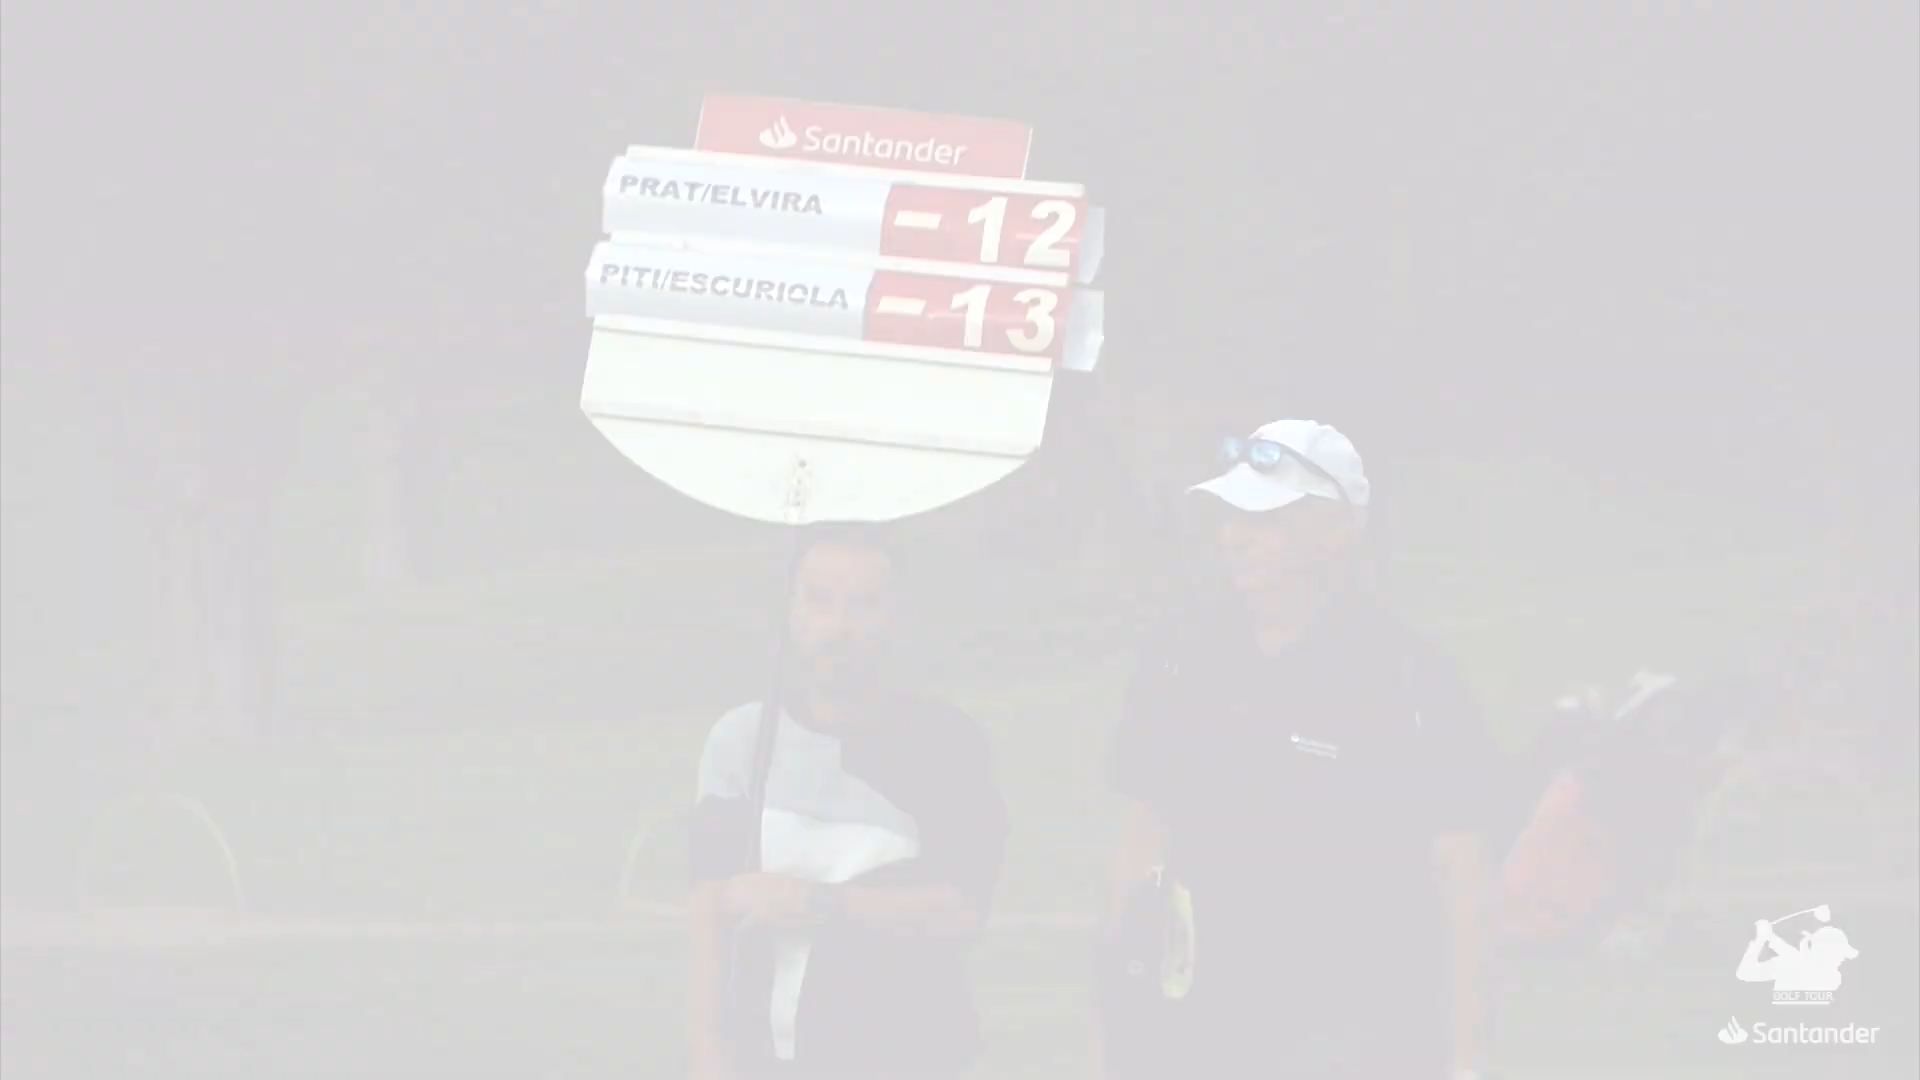 Santander
PRAT/ELVIRA -12
PITI/ESCURIOLA -13
GOLF TOUR
Santander